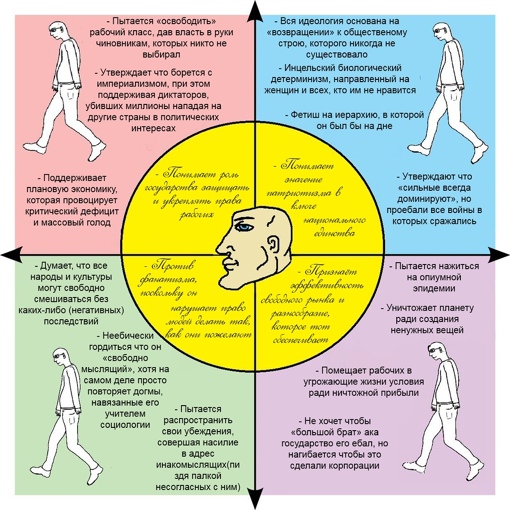 - Пытается «освободить»
рабочий класс, дав власть в руки
чиновникам, которых никто не
выбирал
- Утверждает что борется с
империализмом, при этом
поддерживая диктаторов,
убивших миллионы нападая на
другие страны в политических
интересах
- Поддерживает
плановую экономику,
которая провоцирует
критический дефицит
и массовый голод
- Вся идеология основана на
«возвращении» к общественному
строю, которого никогда не
существовало
- Инцельский биологический
детерминизм, направленный на
женщин и всех, кто им не нравится
- Фетиш на иерархию, в которой
он был бы на дне
- Утверждают что
«сильные всегда
доминируют», но
проебали все войны в
которых сражались
- Понимает роль
государства защищать
и укреплять права
рабочих
- Понимает
значение
патриотизма в
ключе
национального
единства
- Против
фанатизма,
поскольку он
нарушает право
людей делать так,
как они пожелают
- Признает
эффективность
свободного рынка и
разнообразие,
которое тот
обеспечивает
- Думает, что все
народы и культуры
могут свободно
смешиваться без
каких-либо (негативных)
последствий
- Неебически
гордиться что он
«свободно
мыслящий», хотя на
самом деле просто
повторяет догмы,
навязанные его
учителем
социологии
- Пытается
распространить
свои убеждения,
совершая насилие
в адрес
инакомыслящих(пи
здя палкой
несогласных с ним)
- Пытается нажиться
на опиумной
эпидемии
- Уничтожает планету
ради создания
ненужных вещей
- Помещает рабочих в
угрожающие жизни условия
ради ничтожной прибыли
- Не хочет чтобы
«большой брат» ака
государство его ебал, но
нагибается чтобы это
сделали корпорации